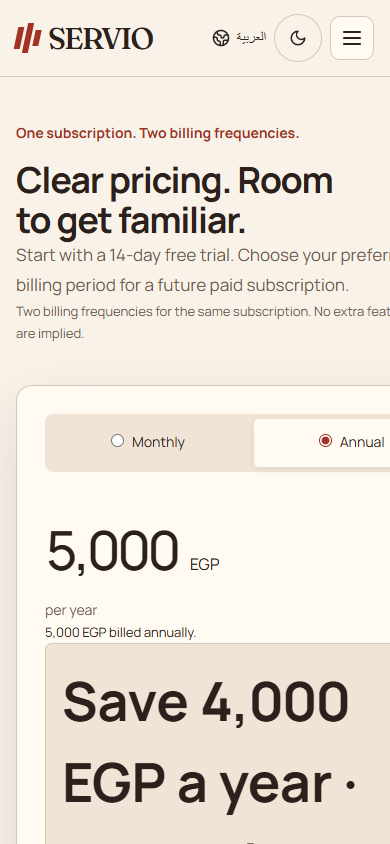 SERVIO
العربية
One subscription. Two billing frequencies.
Clear pricing. Room
to get familiar.
Start with a 14-day free trial. Choose your
billing period for a future paid subscription.
Two billing frequencies for the same subscription. No extra
are implied.
Monthly
Annual
5,000 EGP
per year
5,000 EGP billed annually.
Save 4,000
EGP a year ·